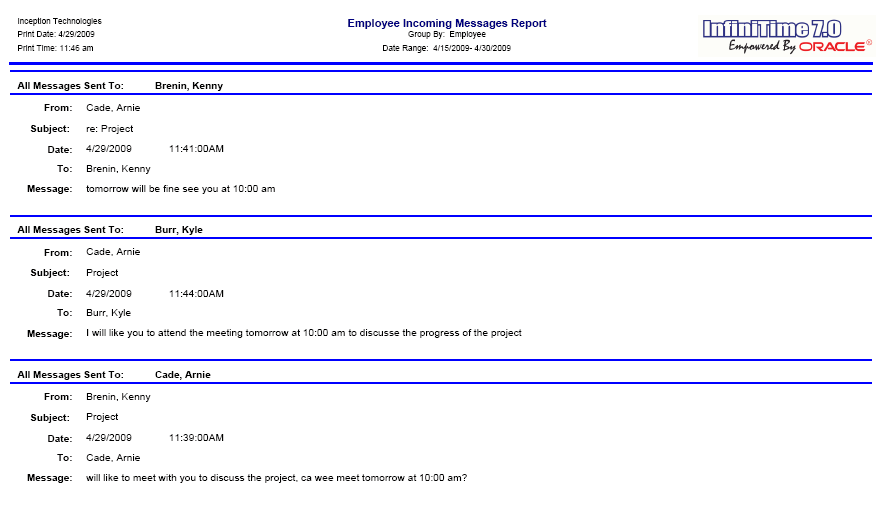 Inception Technologies
Employee Incoming Messages Report
InfiniTime 7.0
Print Date: 4/29/2009
Group By: Employee
Empowered By ORACLE®
Print Time: 11:46 am
Date Range: 4/15/2009- 4/30/2009
All Messages Sent To: Brenin, Kenny
From: Cade, Arnie
Subject: re: Project
Date: 4/29/2009 11:41:00AM
To: Brenin, Kenny
Message: tomorrow will be fine see you at 10:00 am
All Messages Sent To: Burr, Kyle
From: Cade, Arnie
Subject: Project
Date: 4/29/2009 11:44:00AM
To: Burr, Kyle
Message: I will like you to attend the meeting tomorrow at 10:00 am to discusse the progress of the project
All Messages Sent To: Cade, Arnie
From: Brenin, Kenny
Subject: Project
Date: 4/29/2009 11:39:00AM
To: Cade, Arnie
Message: will like to meet with you to discuss the project, ca wee meet tomorrow at 10:00 am?